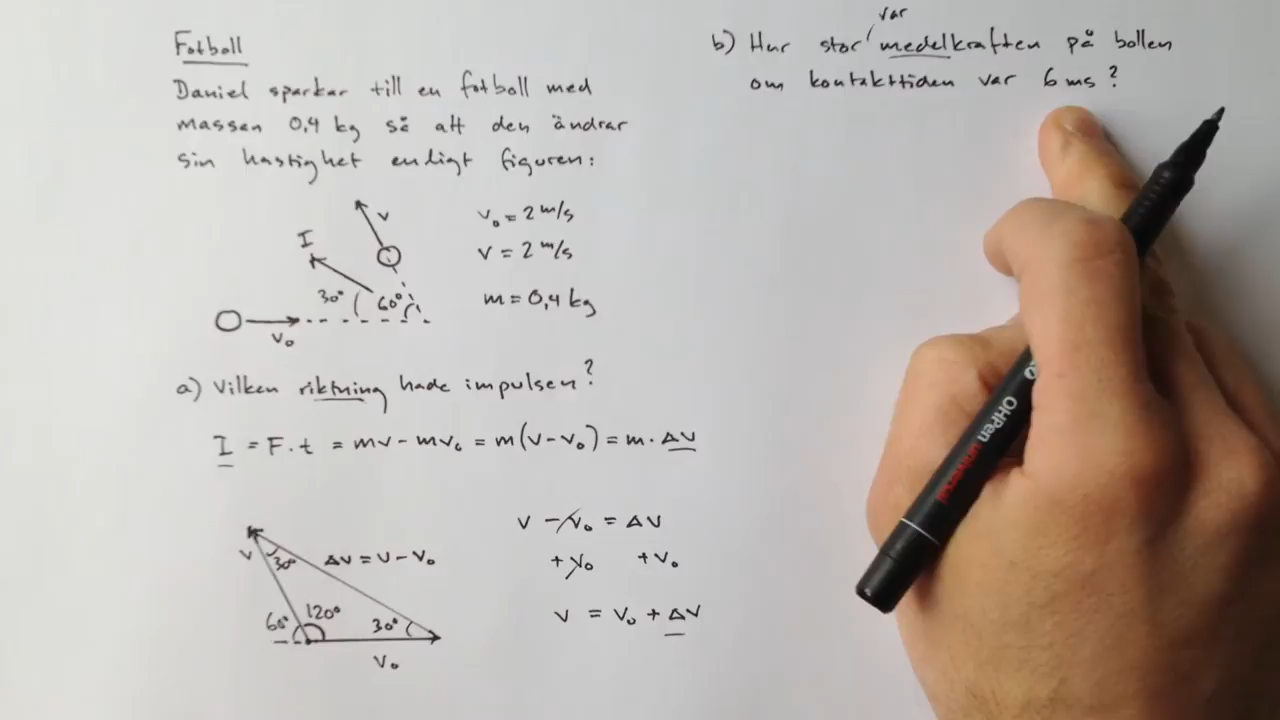 Fotboll
Daniel sparkar till en fotboll med
massen 0,4 kg så att den ändrar
sin hastighet enligt figuren:
v
I
30°
60°
v₀
v₀ = 2 m/s
v = 2 m/s
m = 0,4 kg
a) Vilken riktning hade impulsen?
I = F·t = mv - mv₀ = m(v-v₀) = m·Δv
v
30°
Δv = v - v₀
60°
120°
30°
v₀
v - v₀ = Δv
+v₀ +v₀
v = v₀ + Δv
b) Hur stor var medelkraften på bollen
om kontakttiden var 6 ms?
OHPen universal